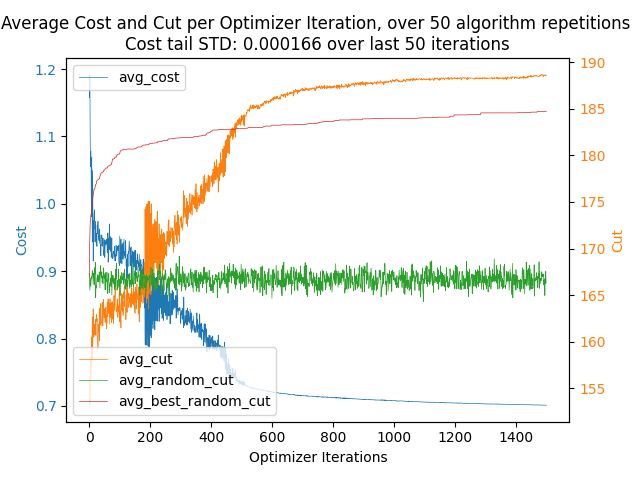 Average Cost and Cut per Optimizer Iteration, over 50 algorithm repetitions
Cost tail STD: 0.000166 over last 50 iterations
avg_cost
1.2
1.1
1.0
0.9
0.8
0.7
Cost
190
185
180
175
170
165
160
155
Cut
avg_cut
avg_random_cut
avg_best_random_cut
0 200 400 600 800 1000 1200 1400
Optimizer Iterations